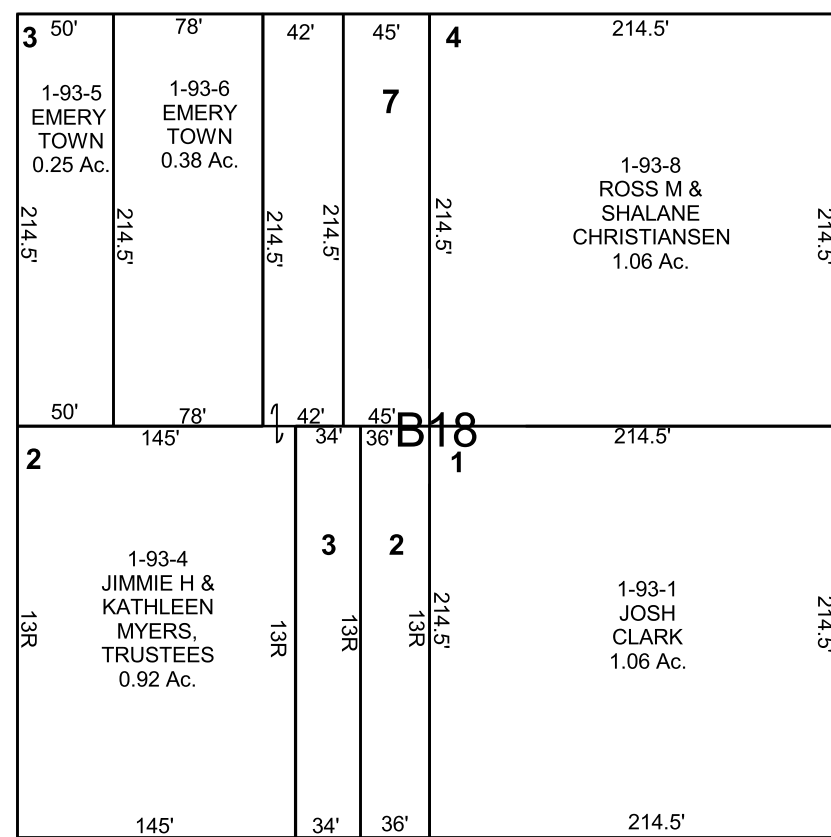 3
50'
78'
42'
45'
4
214.5'
7
1-93-5
EMERY
TOWN
0.25 Ac.
1-93-6
EMERY
TOWN
0.38 Ac.
1-93-8
ROSS M &
SHALANE
CHRISTIANSEN
1.06 Ac.
214.5'
214.5'
214.5'
214.5'
214.5'
214.5'
50'
78'
42'
45'
B18
145'
34'
36'
214.5'
2
1
3
2
1-93-4
JIMMIE H &
KATHLEEN
MYERS,
TRUSTEES
0.92 Ac.
1-93-1
JOSH
CLARK
1.06 Ac.
13R
13R
13R
13R
214.5'
214.5'
145'
34'
36'
214.5'